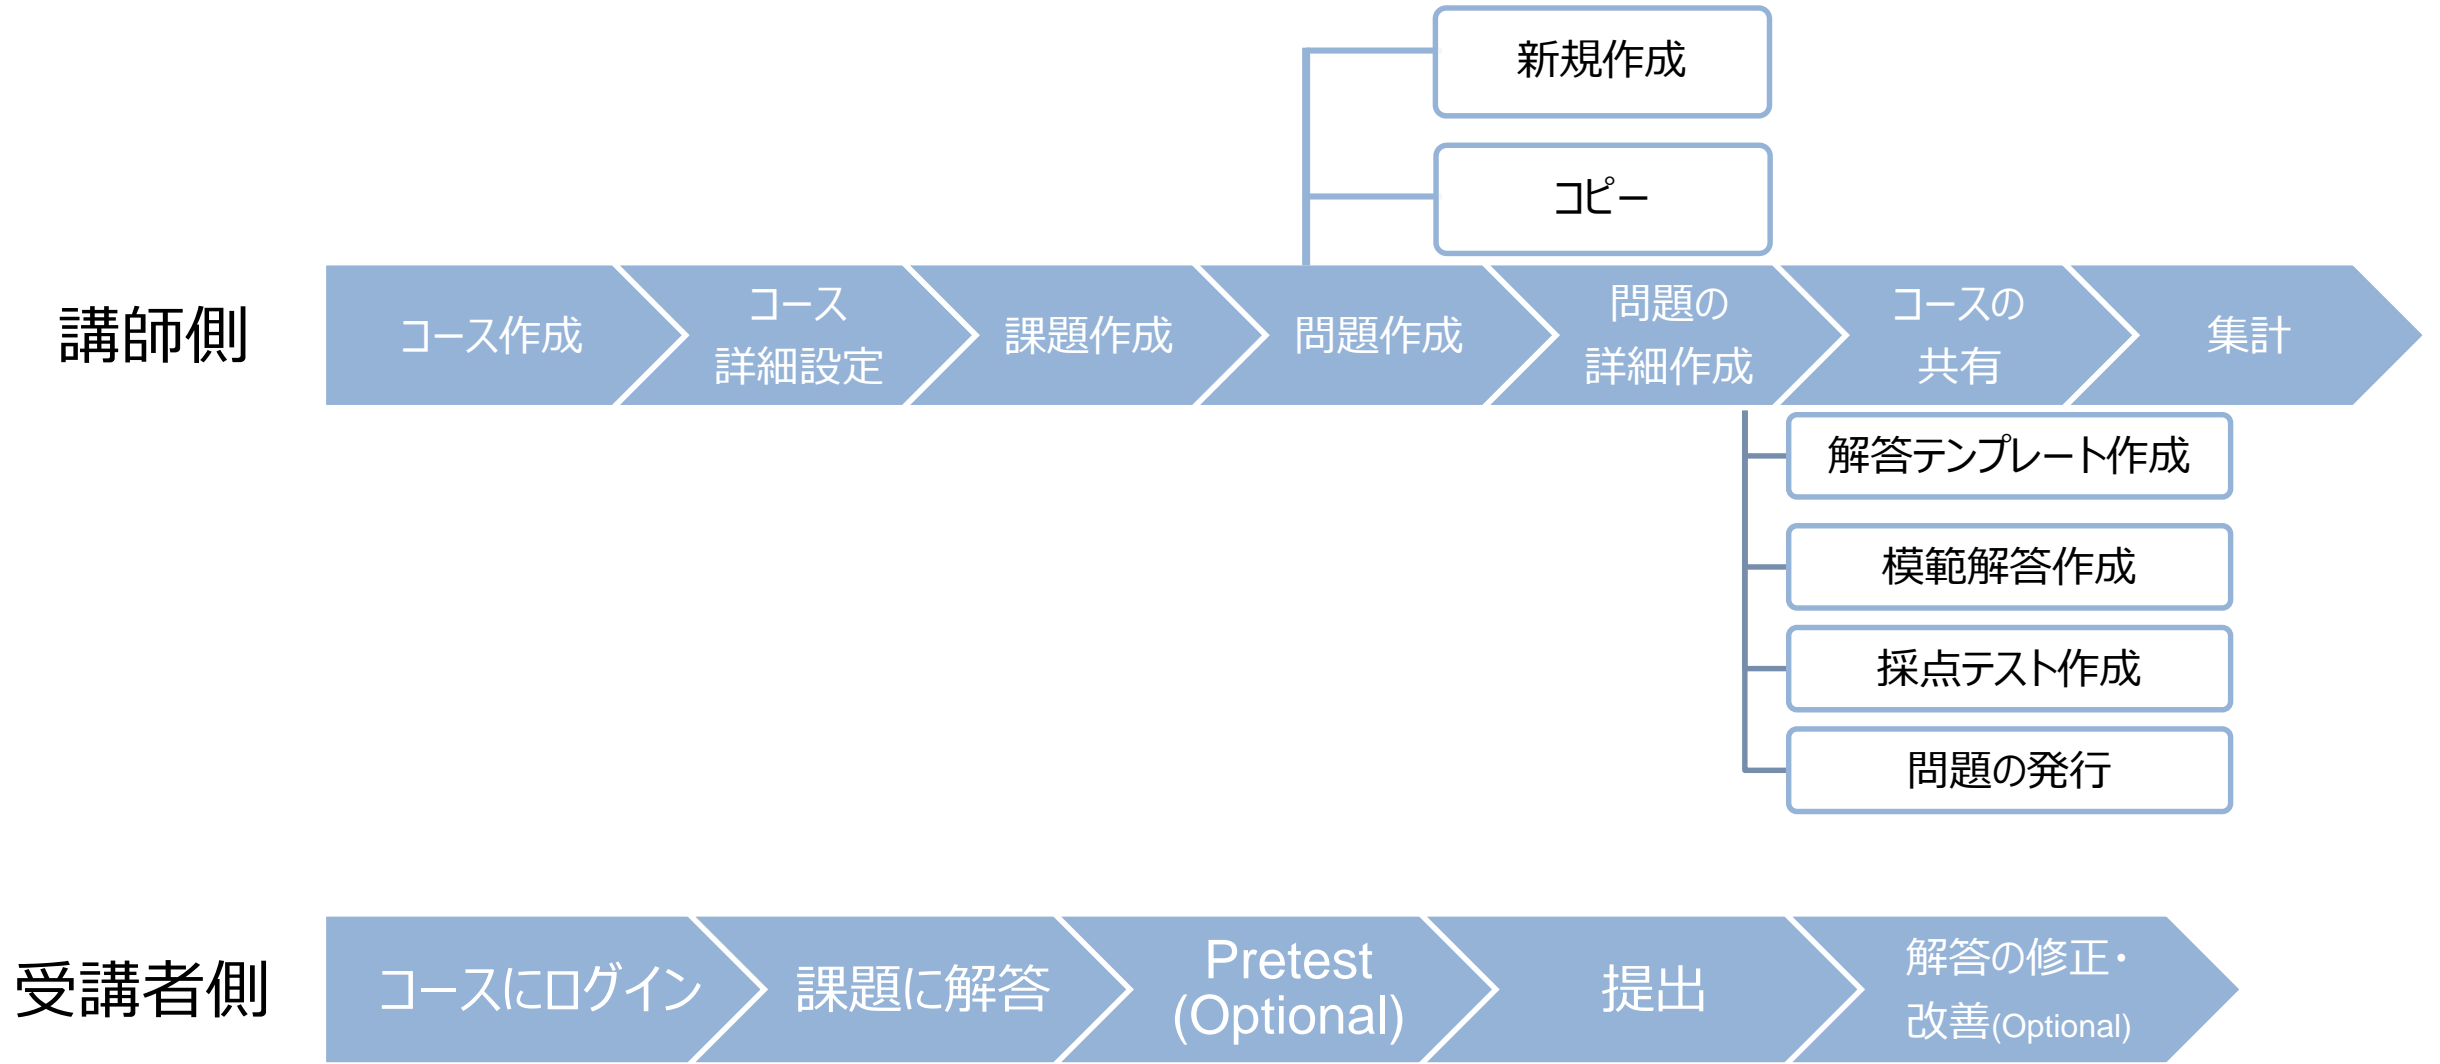 新規作成
コピー
講師側
コース作成
コース
詳細設定
課題作成
問題作成
問題の
詳細作成
コースの
共有
集計
解答テンプレート作成
模範解答作成
採点テスト作成
問題の発行
受講者側
コースにログイン
課題に解答
Pretest
(Optional)
提出
解答の修正・
改善(Optional)